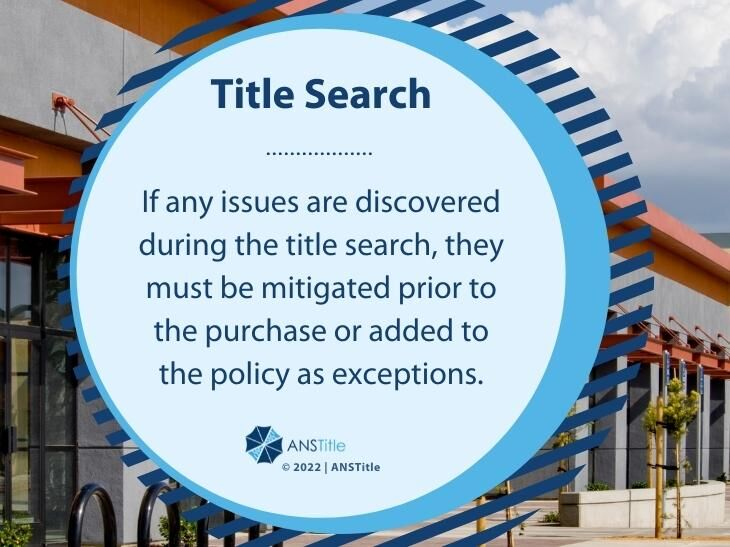 Title Search
..................
If any issues are discovered
during the title search, they
must be mitigated prior to
the purchase or added to
the policy as exceptions.
ANSTitle
© 2022 | ANSTitle